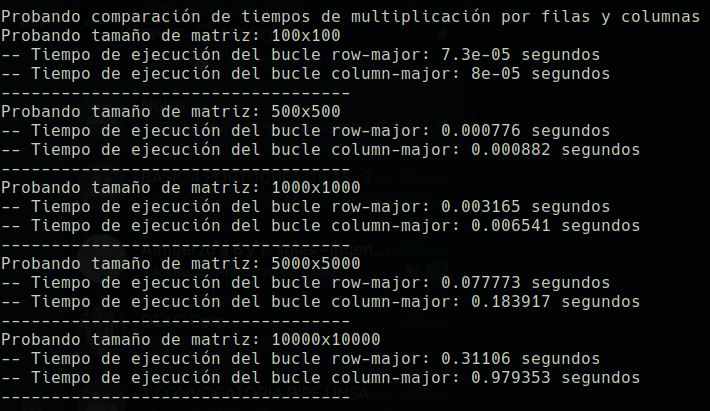 Probando comparación de tiempos de multiplicación por filas y columnas
Probando tamaño de matriz: 100x100
-- Tiempo de ejecución del bucle row-major: 7.3e-05 segundos
-- Tiempo de ejecución del bucle column-major: 8e-05 segundos
-----------------------------------
Probando tamaño de matriz: 500x500
-- Tiempo de ejecución del bucle row-major: 0.000776 segundos
-- Tiempo de ejecución del bucle column-major: 0.000882 segundos
-----------------------------------
Probando tamaño de matriz: 1000x1000
-- Tiempo de ejecución del bucle row-major: 0.003165 segundos
-- Tiempo de ejecución del bucle column-major: 0.006541 segundos
-----------------------------------
Probando tamaño de matriz: 5000x5000
-- Tiempo de ejecución del bucle row-major: 0.077773 segundos
-- Tiempo de ejecución del bucle column-major: 0.183917 segundos
-----------------------------------
Probando tamaño de matriz: 10000x10000
-- Tiempo de ejecución del bucle row-major: 0.31106 segundos
-- Tiempo de ejecución del bucle column-major: 0.979353 segundos
-----------------------------------